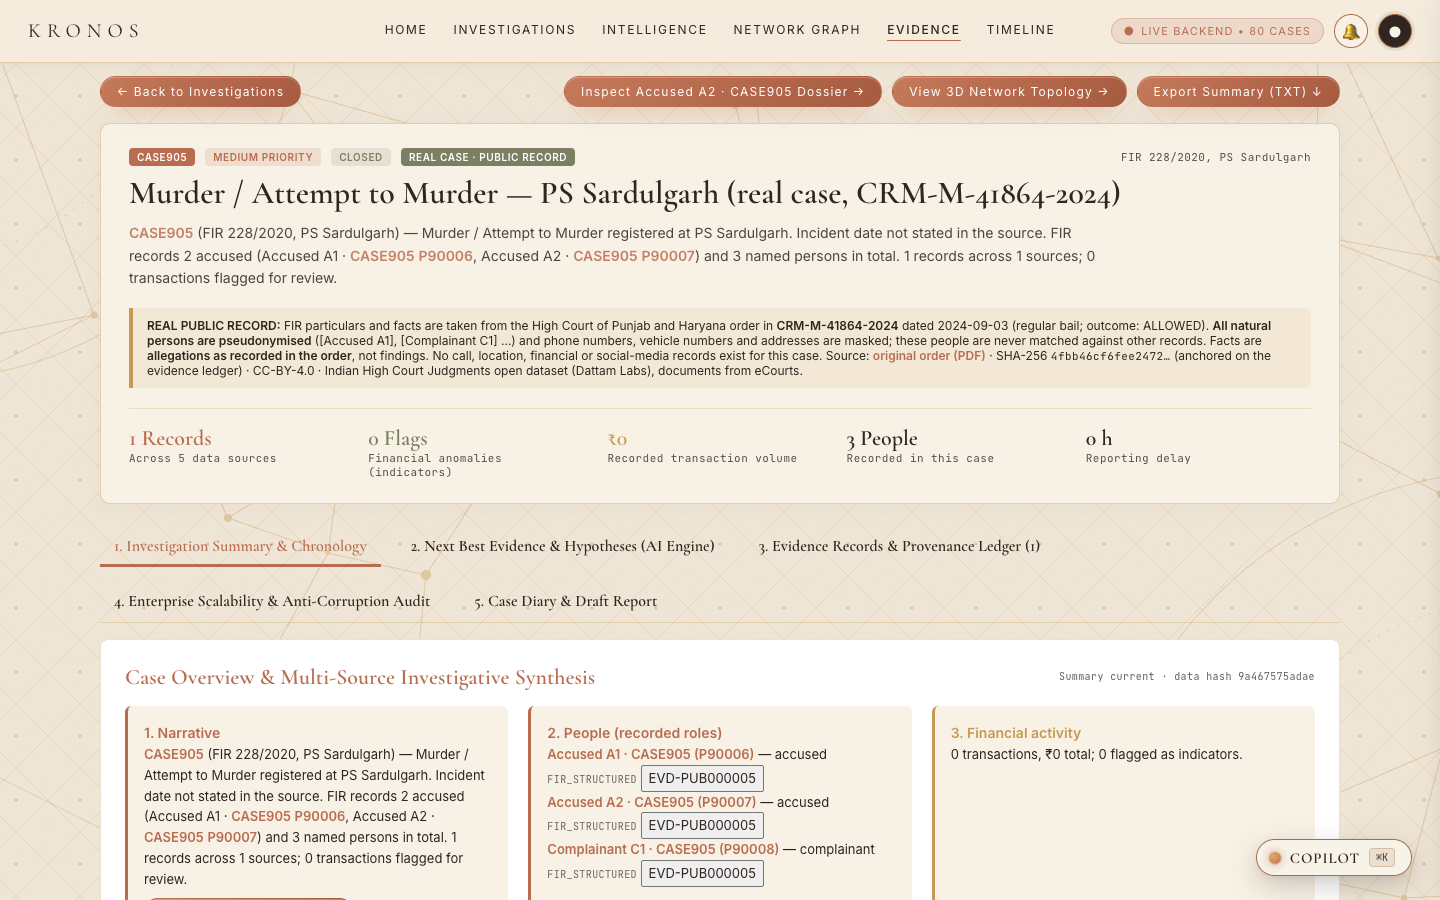 KRONOS
HOME INVESTIGATIONS INTELLIGENCE NETWORK GRAPH EVIDENCE TIMELINE
LIVE BACKEND • 80 CASES
← Back to Investigations
Inspect Accused A2 · CASE905 Dossier →
View 3D Network Topology →
Export Summary (TXT) ↓
CASE905 MEDIUM PRIORITY CLOSED REAL CASE · PUBLIC RECORD
FIR 228/2020, PS Sardulgarh
Murder / Attempt to Murder — PS Sardulgarh (real case, CRM-M-41864-2024)
CASE905 (FIR 228/2020, PS Sardulgarh) — Murder / Attempt to Murder registered at PS Sardulgarh. Incident date not stated in the source. FIR
records 2 accused (Accused A1 · CASE905 P90006, Accused A2 · CASE905 P90007) and 3 named persons in total. 1 records across 1 sources; 0
transactions flagged for review.
REAL PUBLIC RECORD: FIR particulars and facts are taken from the High Court of Punjab and Haryana order in CRM-M-41864-2024 dated 2024-09-03 (regular bail; outcome: ALLOWED). All natural
persons are pseudonymised ([Accused A1], [Complainant C1] …) and phone numbers, vehicle numbers and addresses are masked; these people are never matched against other records. Facts are
allegations as recorded in the order, not findings. No call, location, financial or social-media records exist for this case. Source: original order (PDF) · SHA-256 4fbb46cf6fee2472… (anchored on the
evidence ledger) · CC-BY-4.0 · Indian High Court Judgments open dataset (Dattam Labs), documents from eCourts.
1 Records
Across 5 data sources
0 Flags
Financial anomalies
(indicators)
₹0
Recorded transaction volume
3 People
Recorded in this case
0 h
Reporting delay
1. Investigation Summary & Chronology
2. Next Best Evidence & Hypotheses (AI Engine)
3. Evidence Records & Provenance Ledger (1)
4. Enterprise Scalability & Anti-Corruption Audit
5. Case Diary & Draft Report
Case Overview & Multi-Source Investigative Synthesis
Summary current · data hash 9a467575adae
1. Narrative
CASE905 (FIR 228/2020, PS Sardulgarh) — Murder /
Attempt to Murder registered at PS Sardulgarh. Incident
date not stated in the source. FIR records 2 accused
(Accused A1 · CASE905 P90006, Accused A2 ·
CASE905 P90007) and 3 named persons in total. 1
records across 1 sources; 0 transactions flagged for
review.
2. People (recorded roles)
Accused A1 · CASE905 (P90006) — accused
FIR_STRUCTURED EVD-PUB000005
Accused A2 · CASE905 (P90007) — accused
FIR_STRUCTURED EVD-PUB000005
Complainant C1 · CASE905 (P90008) — complainant
FIR_STRUCTURED EVD-PUB000005
3. Financial activity
0 transactions, ₹0 total; 0 flagged as indicators.
COPILOT ⌘K